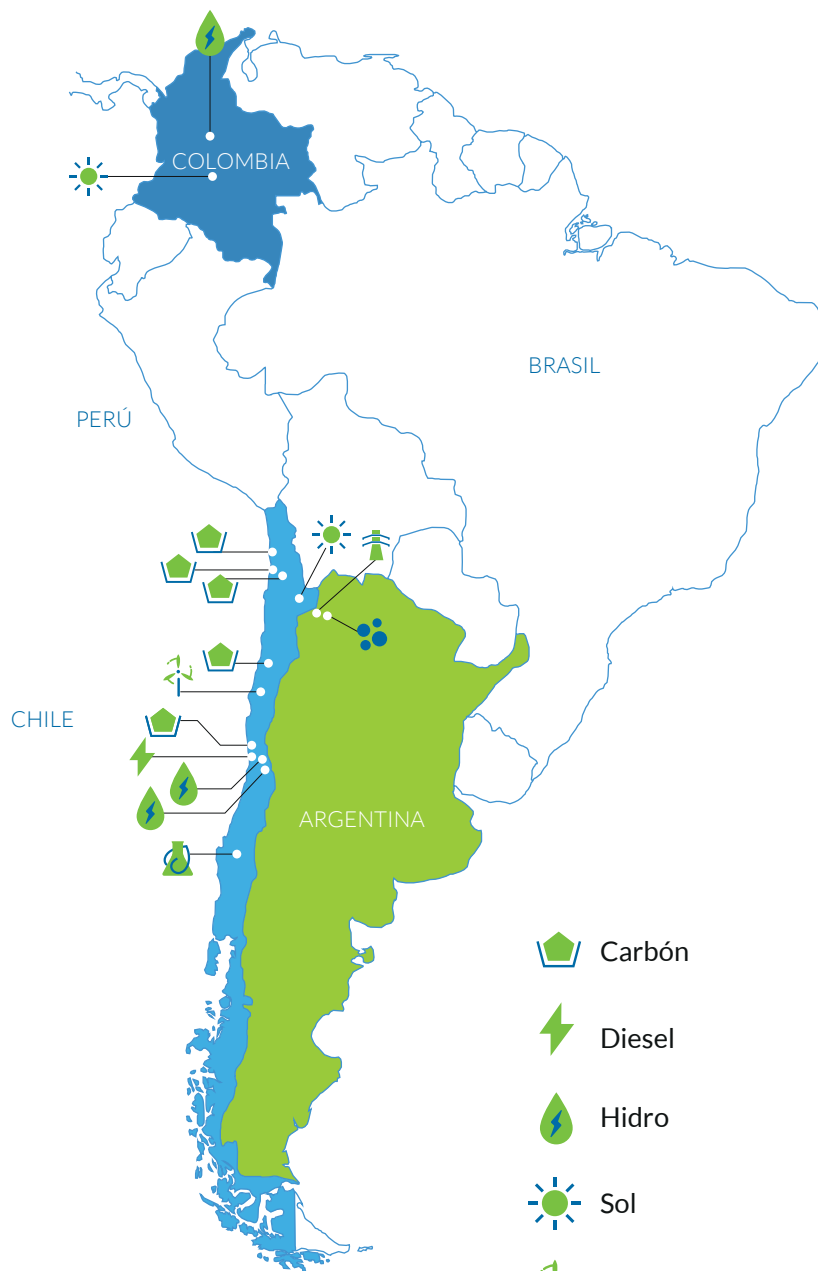 COLOMBIA
BRASIL
PERÚ
CHILE
ARGENTINA
Carbón
Diesel
Hidro
Sol